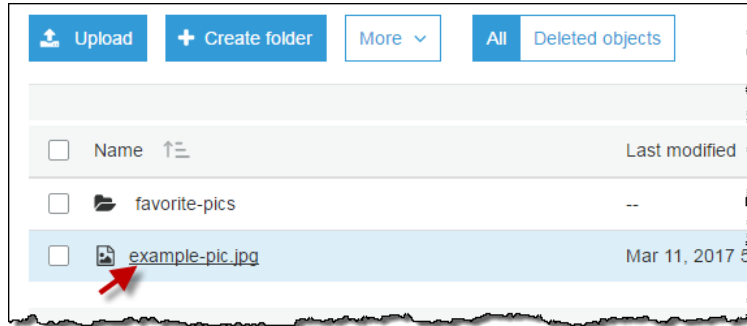 Upload + Create folder More All Deleted objects
Name Last modified
favorite-pics --
example-pic.jpg Mar 11, 2017